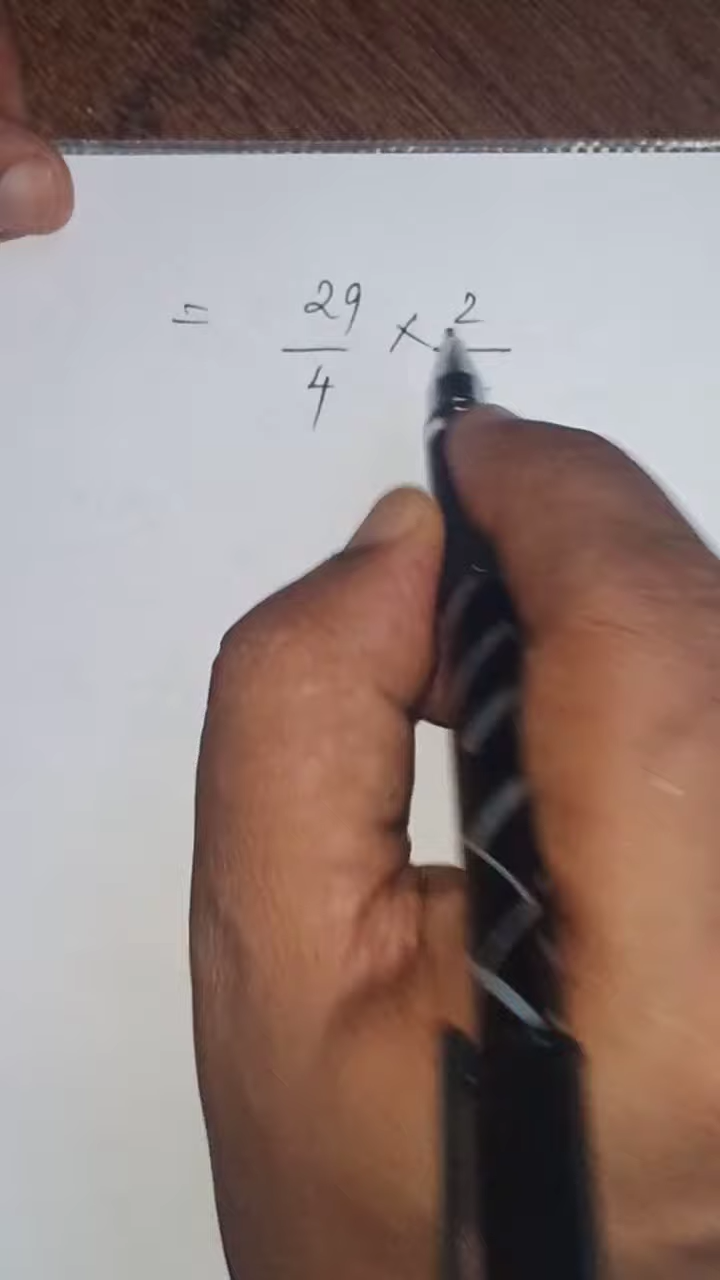 = 29/4 × 2/